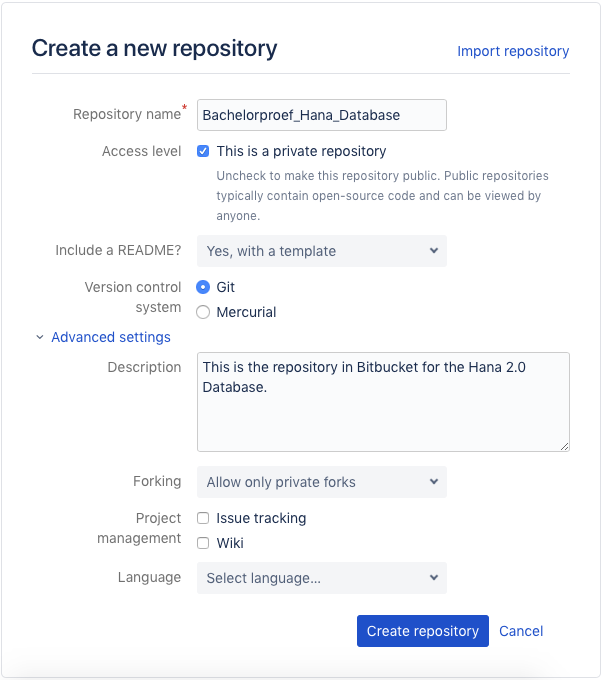 Create a new repository
Import repository
Repository name*
Bachelorproef_Hana_Database
Access level
This is a private repository
Uncheck to make this repository public. Public repositories
typically contain open-source code and can be viewed by
anyone.
Include a README?
Yes, with a template
Version control
system
Git
Mercurial
Advanced settings
Description
This is the repository in Bitbucket for the Hana 2.0
Database.
Forking
Allow only private forks
Project
management
Issue tracking
Wiki
Language
Select language...
Create repository
Cancel